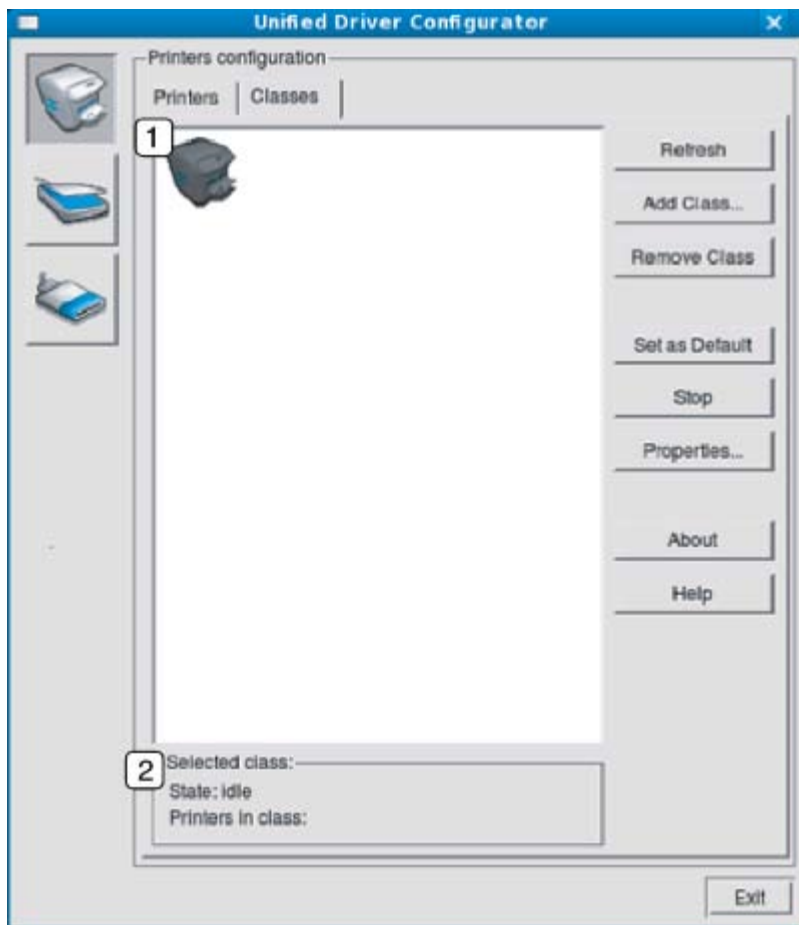 Unified Driver Configurator
Printers configuration
Printers
Classes
1
Refresh
Add Class...
Remove Class
Set as Default
Stop
Properties...
About
Help
2
Selected class:
State: idle
Printers in class:
Exit